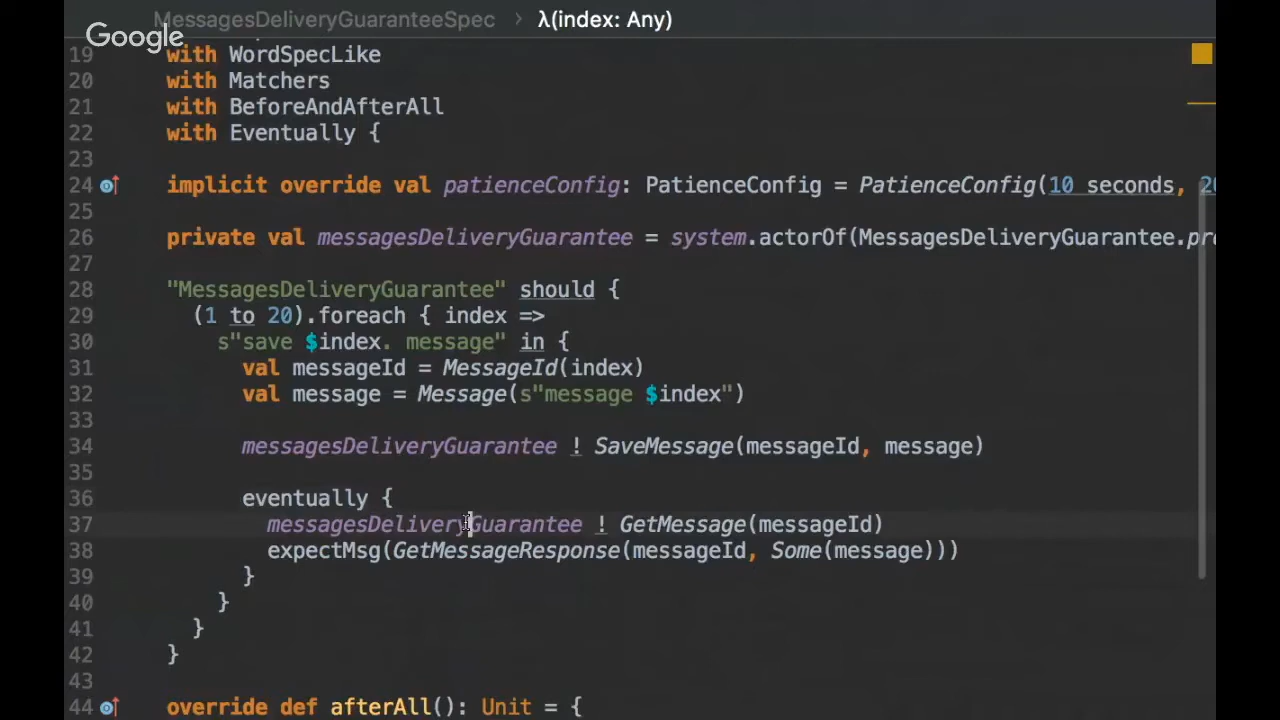 MessagesDeliveryGuaranteeSpec › λ(index: Any)
Google
19 with WordSpecLike
20 with Matchers
21 with BeforeAndAfterAll
22 with Eventually {
23
24 implicit override val patienceConfig: PatienceConfig = PatienceConfig(10 seconds, 20
25
26 private val messagesDeliveryGuarantee = system.actorOf(MessagesDeliveryGuarantee.pro
27
28 "MessagesDeliveryGuarantee" should {
29 (1 to 20).foreach { index =>
30 s"save $index. message" in {
31 val messageId = MessageId(index)
32 val message = Message(s"message $index")
33
34 messagesDeliveryGuarantee ! SaveMessage(messageId, message)
35
36 eventually {
37 messagesDeliveryGuarantee ! GetMessage(messageId)
38 expectMsg(GetMessageResponse(messageId, Some(message)))
39 }
40 }
41 }
42 }
43
44 override def afterAll(): Unit = {